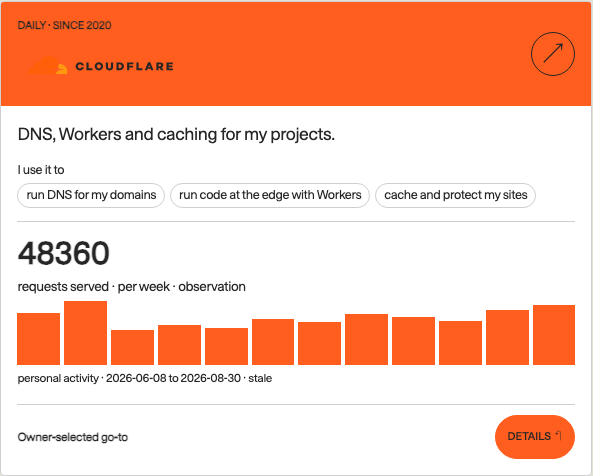 DAILY · SINCE 2020
CLOUDFLARE
DNS, Workers and caching for my projects.
I use it to
run DNS for my domains
run code at the edge with Workers
cache and protect my sites
48360
requests served · per week · observation
personal activity · 2026-06-08 to 2026-08-30 · stale
Owner-selected go-to
DETAILS